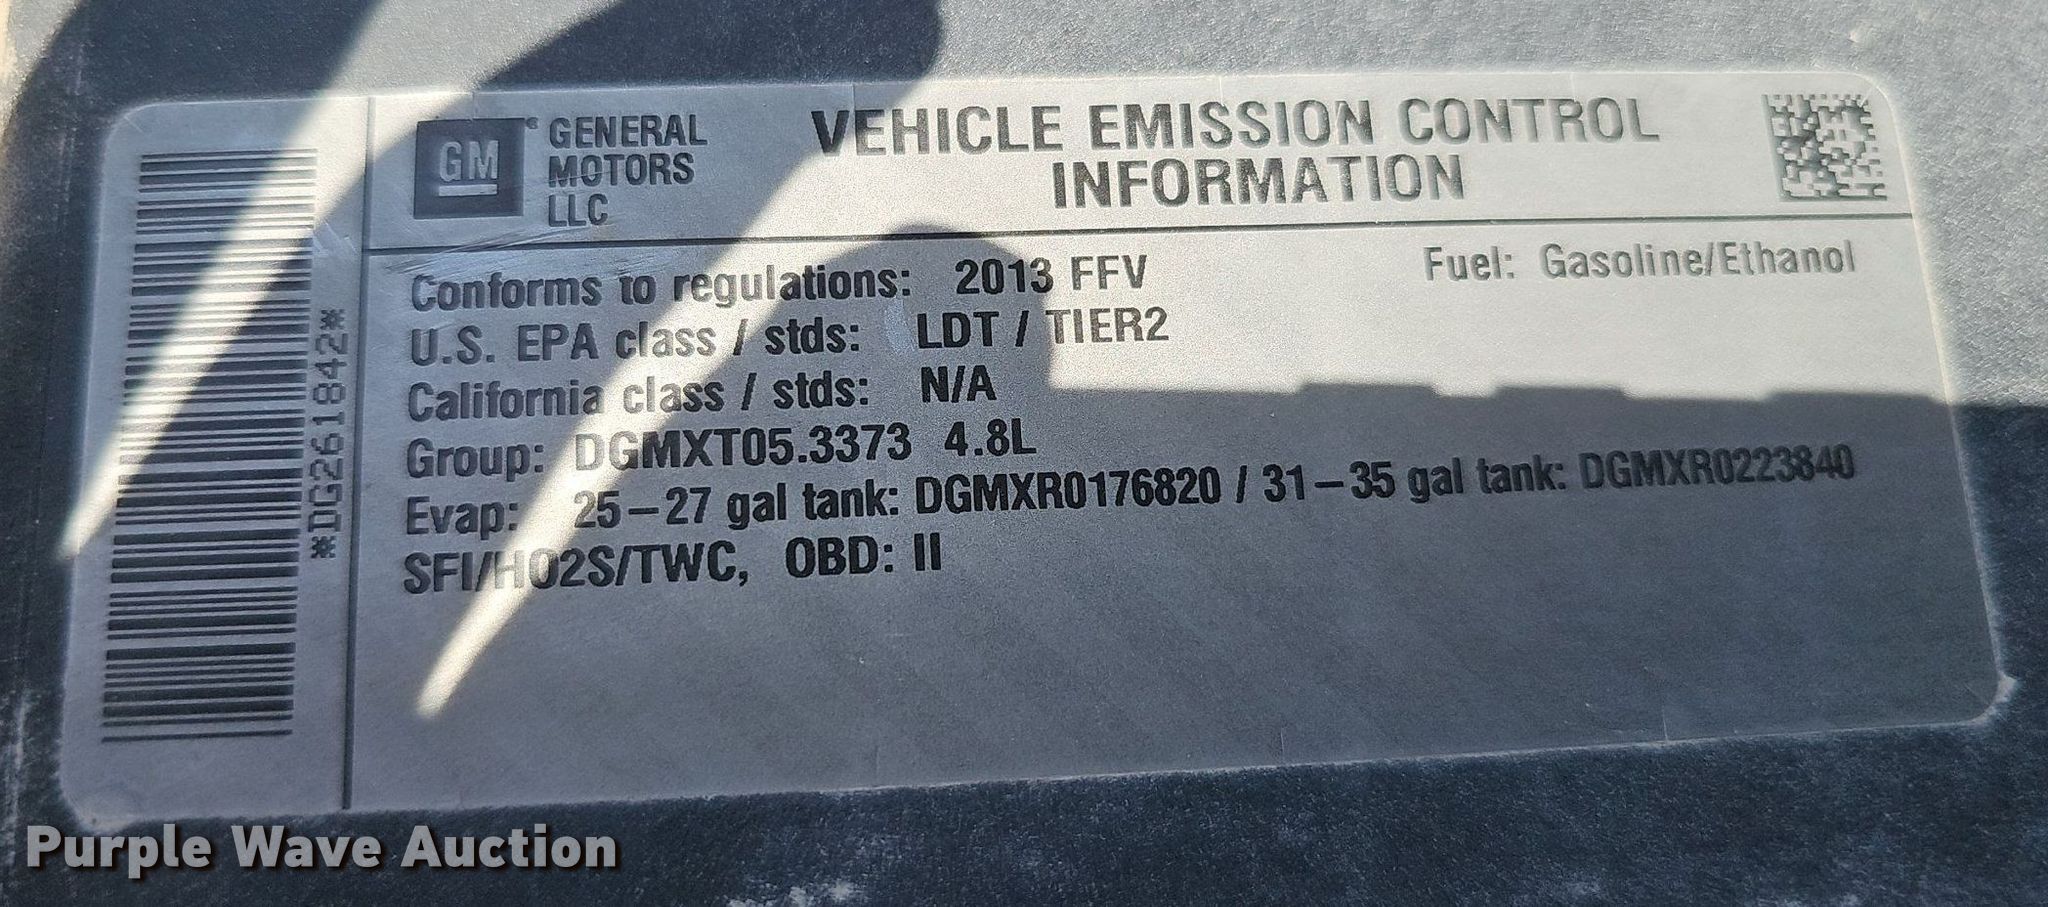 GM
GENERAL
MOTORS
LLC
VEHICLE EMISSION CONTROL
INFORMATION
Conforms to regulations: 2013 FFV
Fuel: Gasoline/Ethanol
U.S. EPA class / stds: LDT / TIER2
California class / stds: N/A
Group: DGMXT05.3373 4.8L
Evap: 25-27 gal tank: DGMXR0176820 / 31-35 gal tank: DGMXR0223840
SFI/HO2S/TWC, OBD: II
*DG261842*
Purple Wave Auction